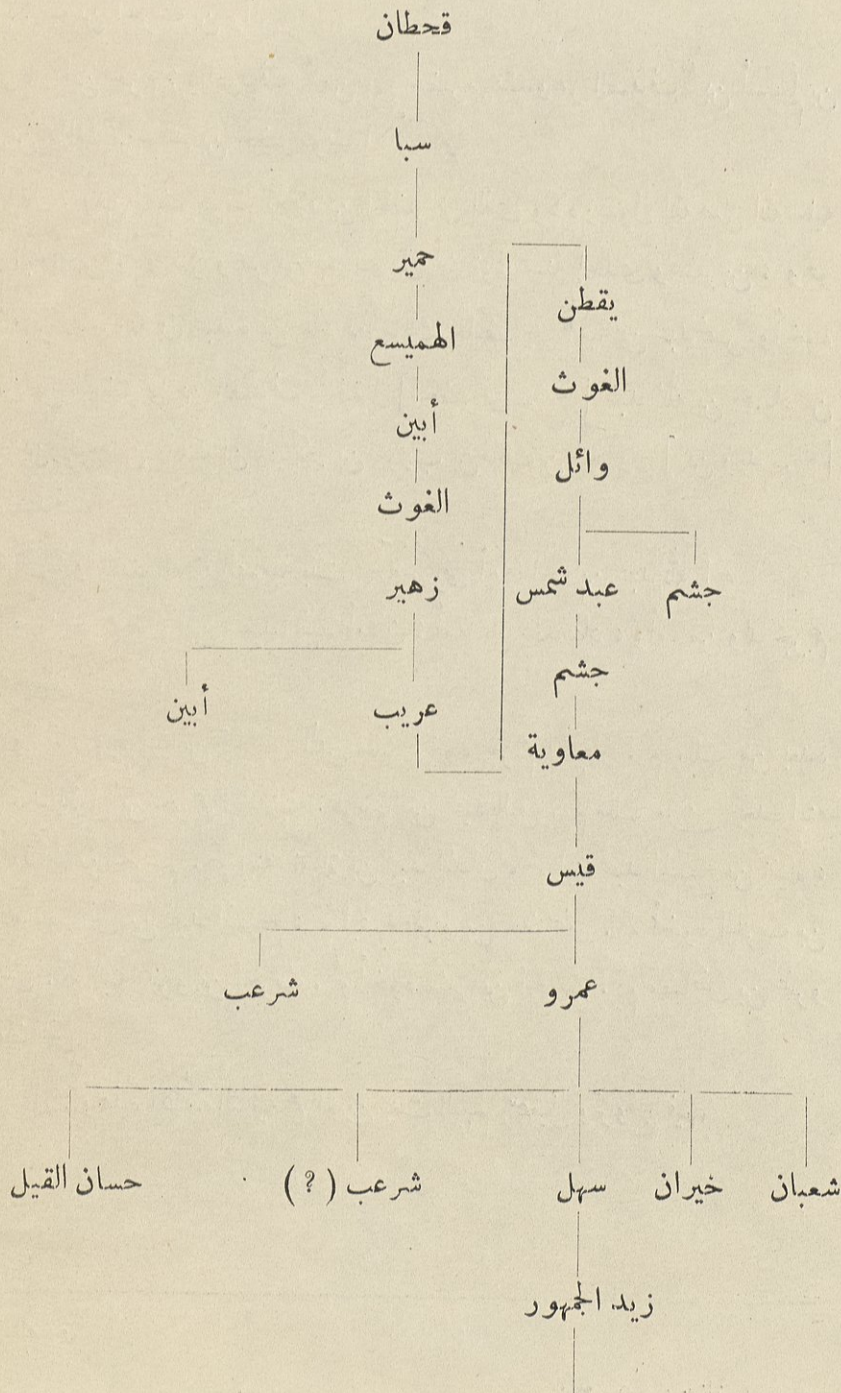 قحطان
سبا
حمير
الهميسع
أبين
الغوث
زهير
عريب
أبين
يقطن
الغوث
وائل
جشم
عبد شمس
جشم
معاوية
قيس
عمرو
شرعب
شعبان
خيران
سهل
شرعب (?)
حسان القيل
زيد الجمهور